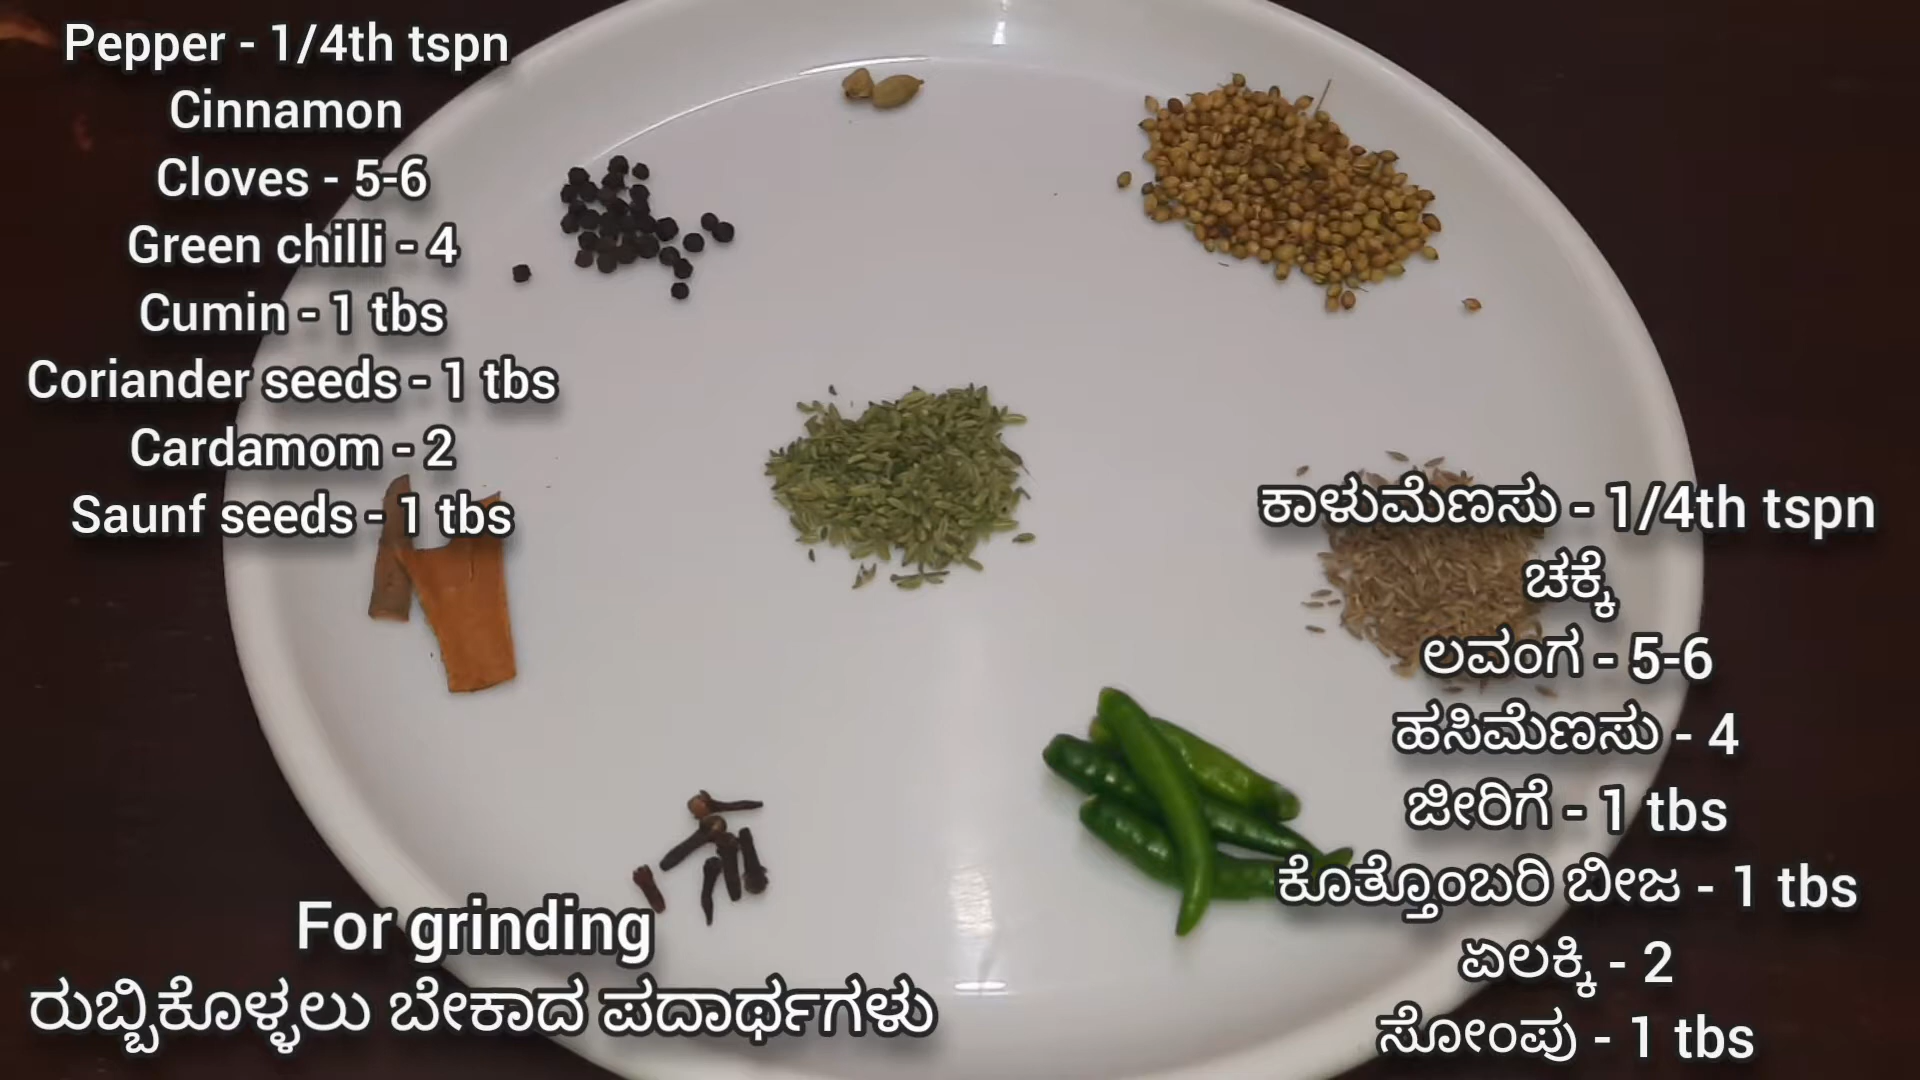 Pepper - 1/4th tspn
Cinnamon
Cloves - 5-6
Green chilli - 4
Cumin - 1 tbs
Coriander seeds - 1 tbs
Cardamom - 2
Saunf seeds - 1 tbs
ಕಾಳುಮೆಣಸು - 1/4th tspn
ಚಕ್ಕೆ
ಲವಂಗ - 5-6
ಹಸಿಮೆಣಸು - 4
ಜೀರಿಗೆ - 1 tbs
ಕೊತ್ತೊಂಬರಿ ಬೀಜ - 1 tbs
ಏಲಕ್ಕಿ - 2
ಸೋಂಪು - 1 tbs
For grinding
ರುಬ್ಬಿಕೊಳ್ಳಲು ಬೇಕಾದ ಪದಾರ್ಥಗಳು